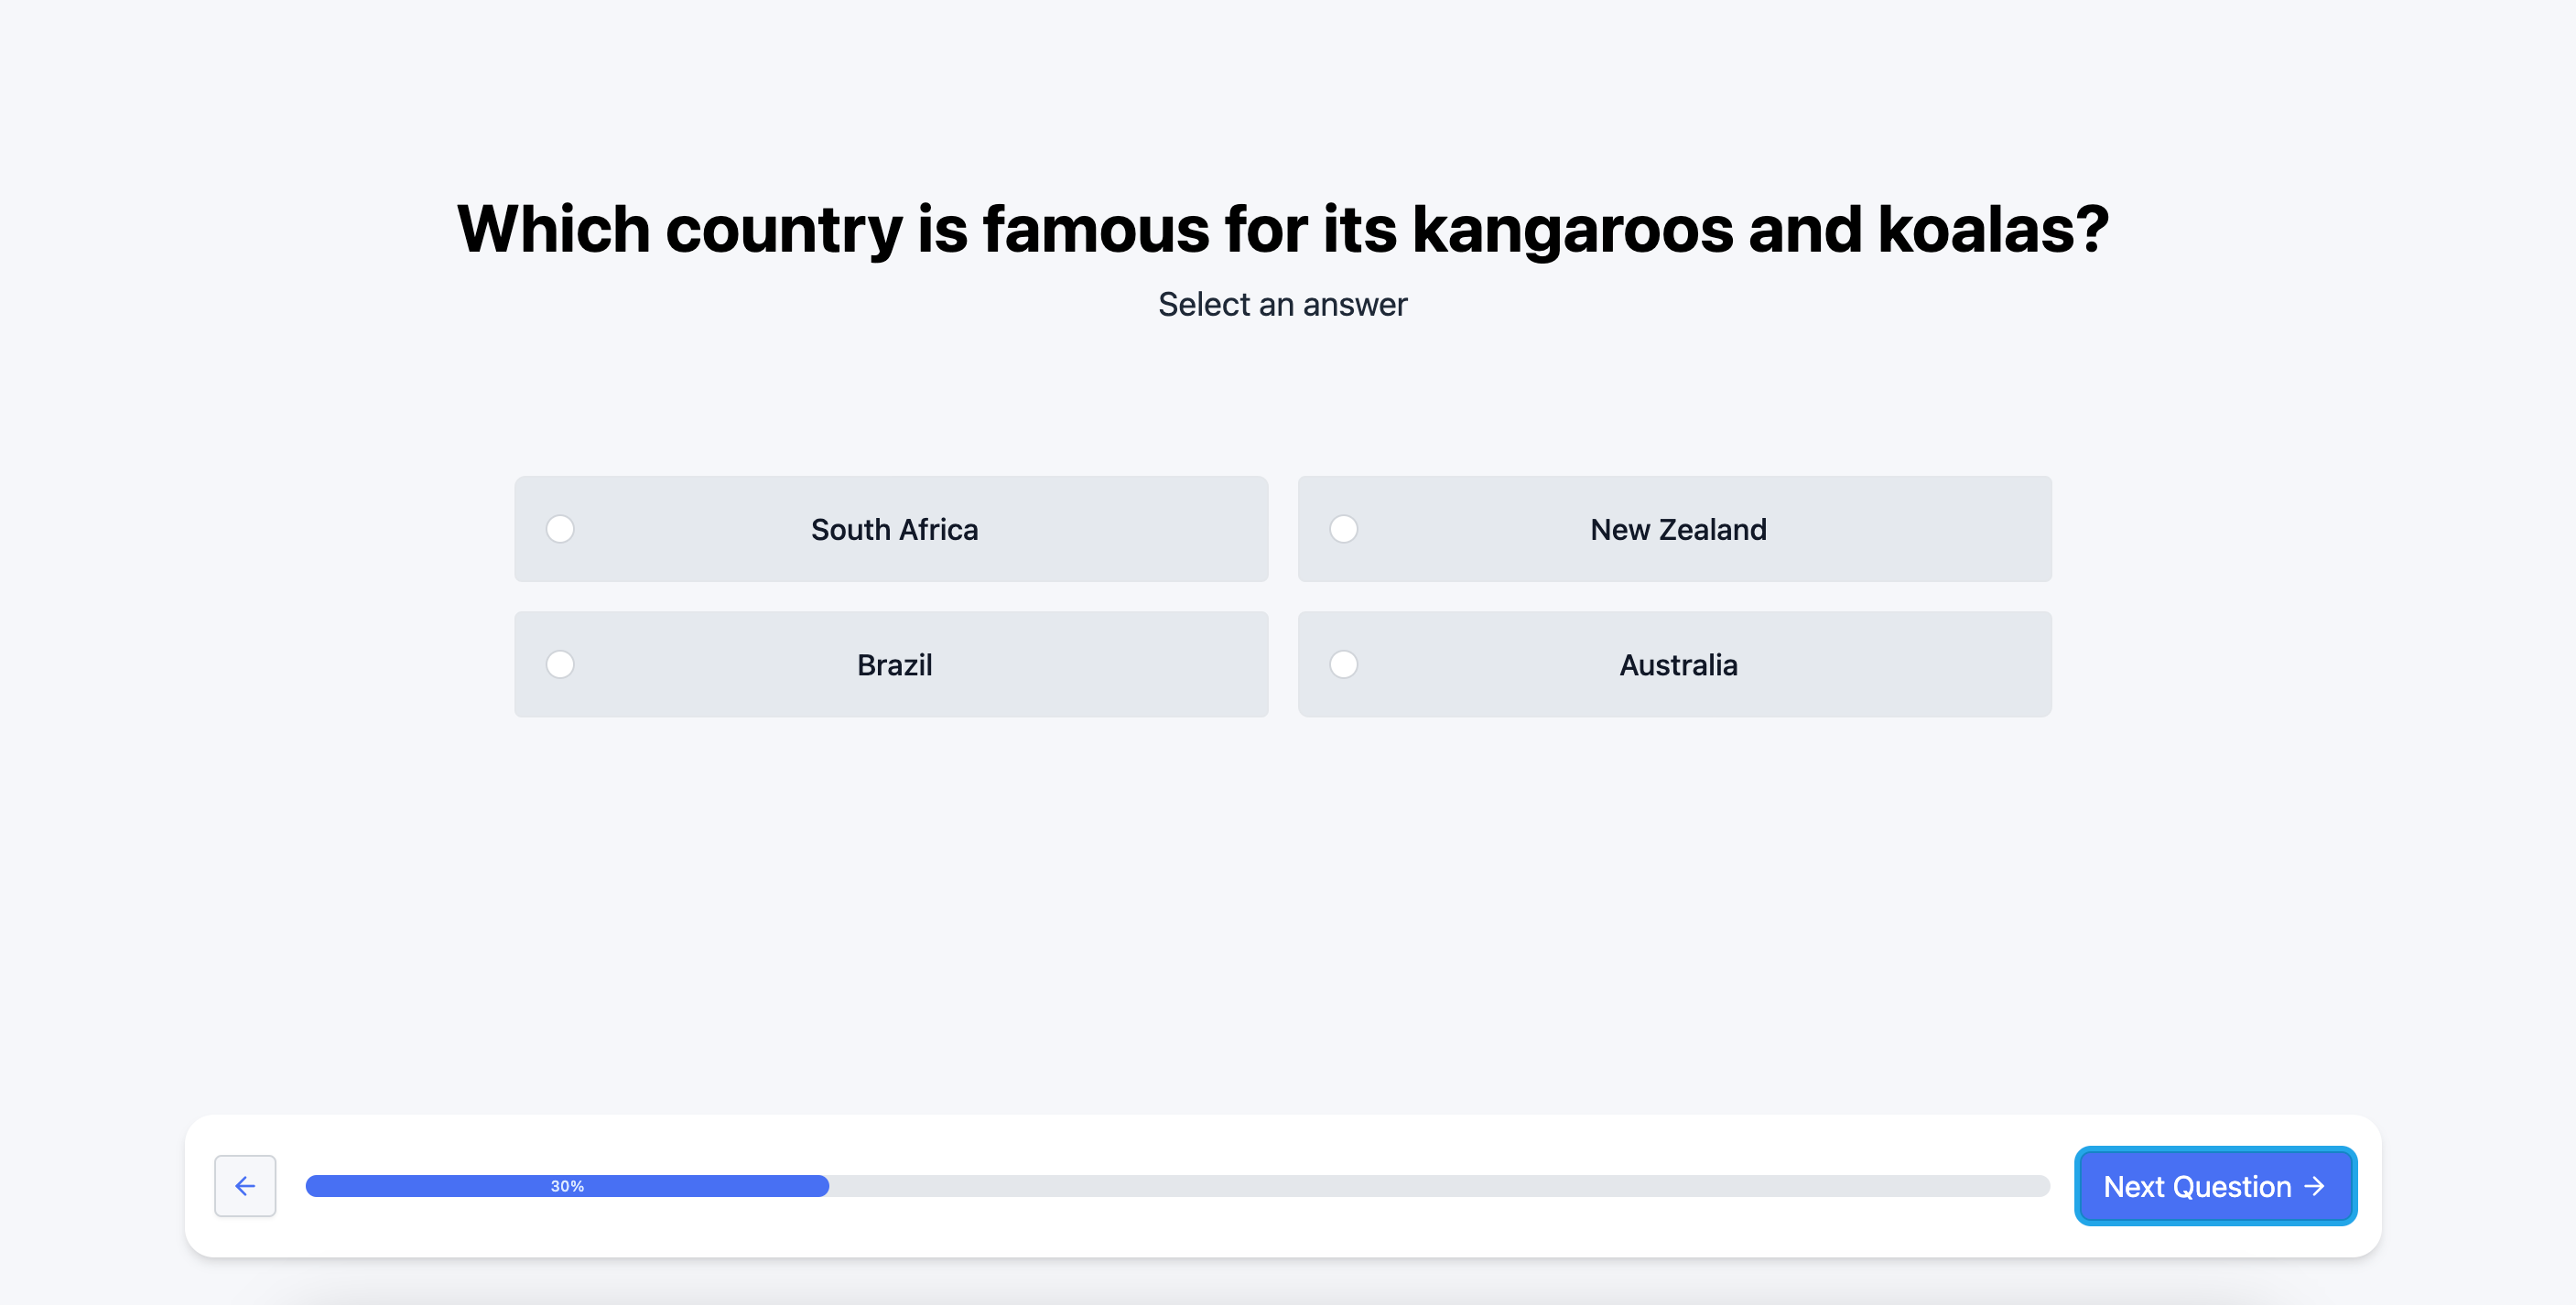 Which country is famous for its kangaroos and koalas?
Select an answer
South Africa
New Zealand
Brazil
Australia
30%
Next Question